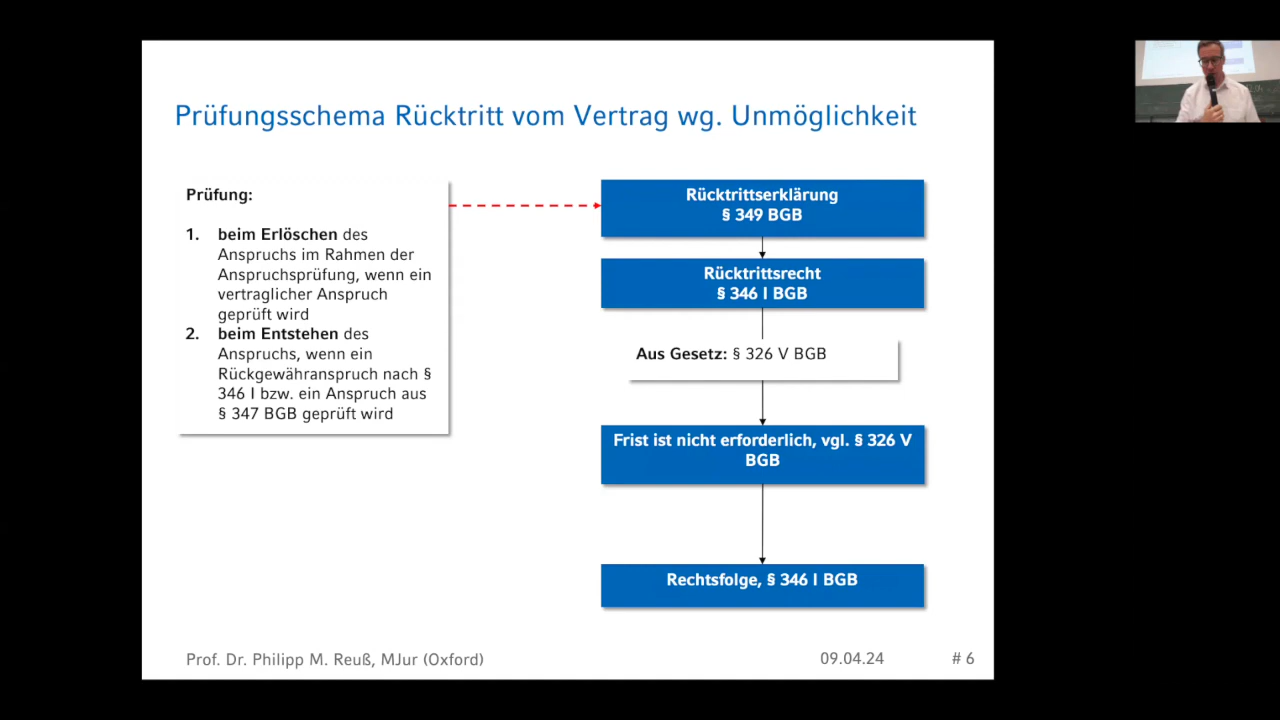 Prüfungsschema Rücktritt vom Vertrag wg. Unmöglichkeit
Prüfung:
1. beim Erlöschen des
Anspruchs im Rahmen der
Anspruchsprüfung, wenn ein
vertraglicher Anspruch
geprüft wird
2. beim Entstehen des
Anspruchs, wenn ein
Rückgewähranspruch nach §
346 I bzw. ein Anspruch aus
§ 347 BGB geprüft wird
Rücktrittserklärung
§ 349 BGB
Rücktrittsrecht
§ 346 I BGB
Aus Gesetz: § 326 V BGB
Frist ist nicht erforderlich, vgl. § 326 V
BGB
Rechtsfolge, § 346 I BGB
Prof. Dr. Philipp M. Reuß, MJur (Oxford)
09.04.24
# 6